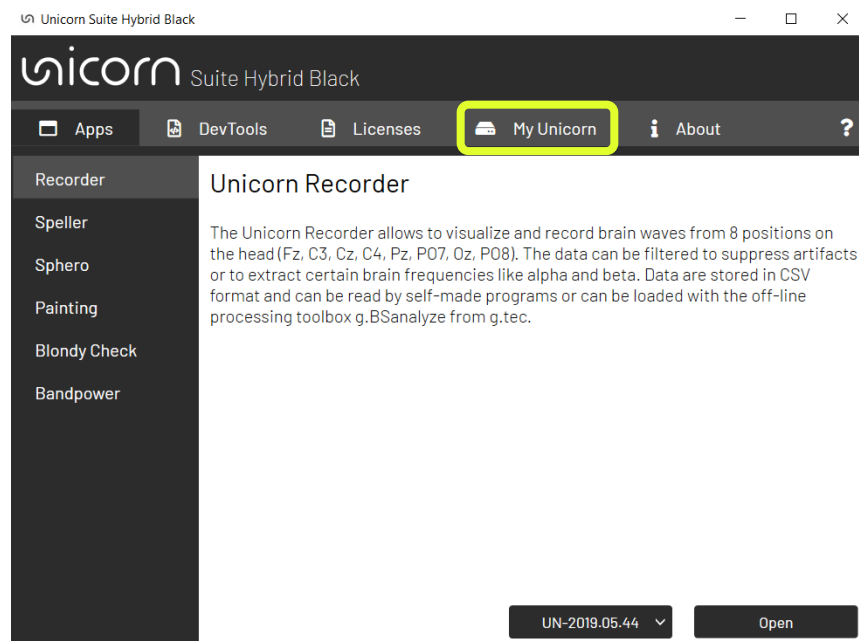 Unicorn Suite Hybrid Black
unicorn Suite Hybrid Black
Apps DevTools Licenses My Unicorn i About ?
Recorder
Speller
Sphero
Painting
Blondy Check
Bandpower
Unicorn Recorder
The Unicorn Recorder allows to visualize and record brain waves from 8 positions on
the head (Fz, C3, Cz, C4, Pz, PO7, Oz, PO8). The data can be filtered to suppress artifacts
or to extract certain brain frequencies like alpha and beta. Data are stored in CSV
format and can be read by self-made programs or can be loaded with the off-line
processing toolbox g.BSanalyze from g.tec.
UN-2019.05.44 Open